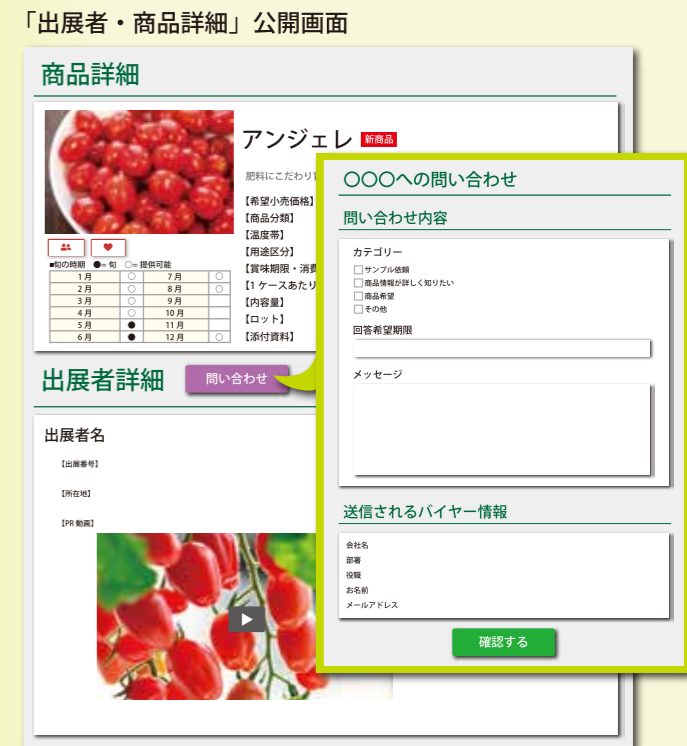 「出展者・商品詳細」公開画面
商品詳細
アンジェレ 新商品
肥料にこだわり
【希望小売価格】
【商品分類】
【温度帯】
【用途区分】
【賞味期限・消費
【1 ケースあたり
【内容量】
【ロット】
【添付資料】
■旬の時期 ●= 旬 ○= 提供可能
1 月 ○ 7 月 ○
2 月 ○ 8 月 ○
3 月 ○ 9 月
4 月 ○ 10 月
5 月 ● 11 月
6 月 ● 12 月 ○
出展者詳細 問い合わせ
出展者名
【出展番号】
【所在地】
【PR 動画】
〇〇〇への問い合わせ
問い合わせ内容
カテゴリー
サンプル依頼
商品情報が詳しく知りたい
商品希望
その他
回答希望期限
メッセージ
送信されるバイヤー情報
会社名
部署
役職
お名前
メールアドレス
確認する